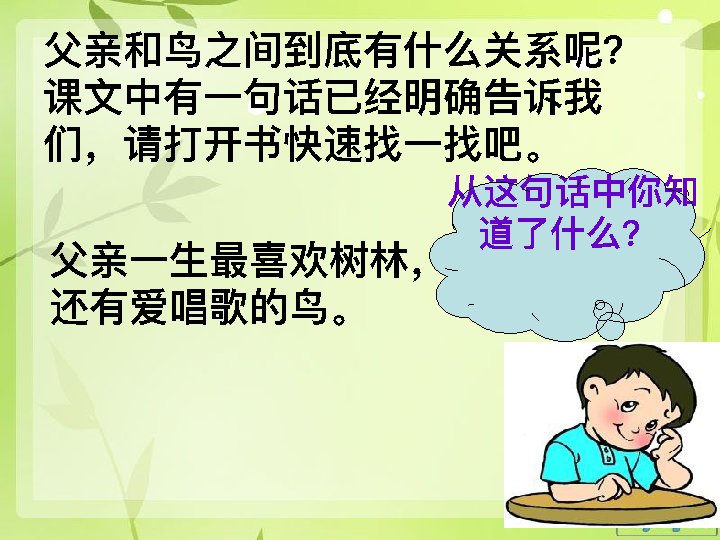 父亲和鸟之间到底有什么关系呢?
课文中有一句话已经明确告诉我
们，请打开书快速找一找吧。
从这句话中你知
道了什么?
父亲一生最喜欢树林，
还有爱唱歌的鸟。